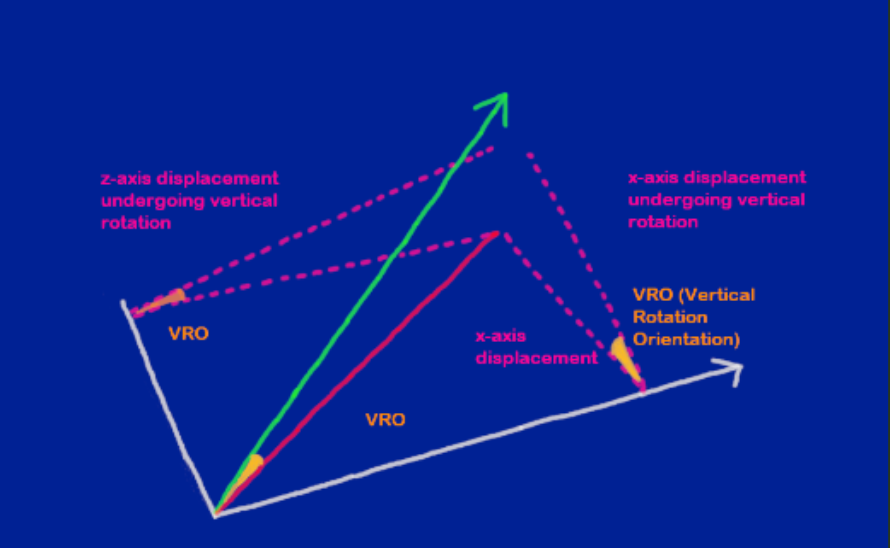 z-axis displacement
undergoing vertical
rotation
x-axis displacement
undergoing vertical
rotation
VRO (Vertical
Rotation
Orientation)
VRO
x-axis
displacement
VRO